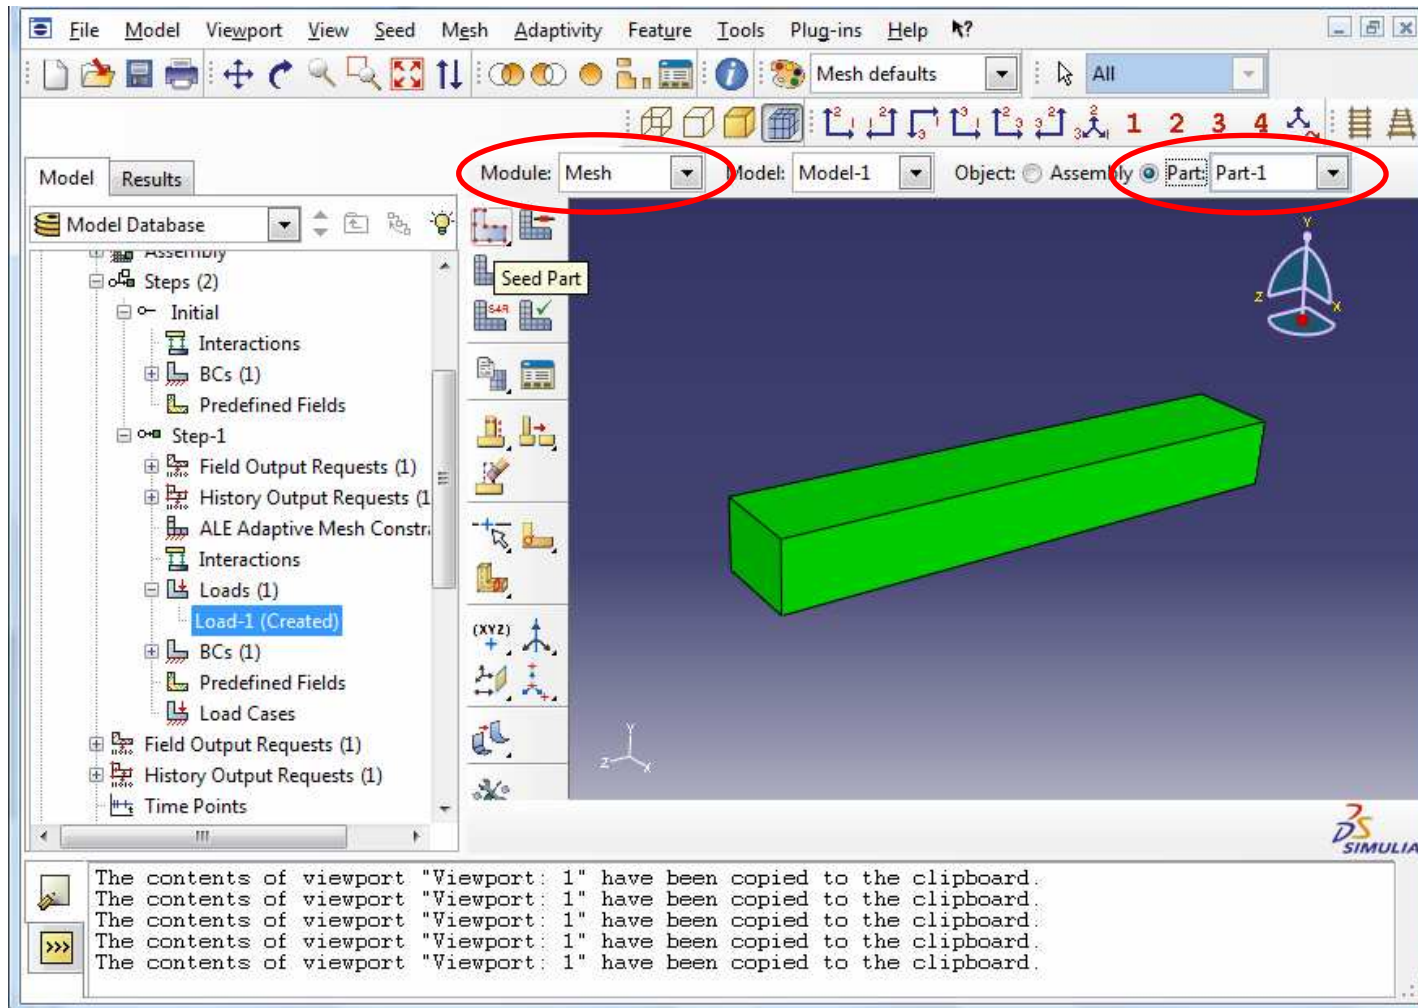 File Model Viewport View Seed Mesh Adaptivity Feature Tools Plug-ins Help
Mesh defaults All
1 2 3 4
Model Results
Module: Mesh Model: Model-1 Object: Assembly Part: Part-1
Model Database
Assembly
Steps (2)
Initial
Interactions
BCs (1)
Predefined Fields
Step-1
Field Output Requests (1)
History Output Requests (1
ALE Adaptive Mesh Constr
Interactions
Loads (1)
Load-1 (Created)
BCs (1)
Predefined Fields
Load Cases
Field Output Requests (1)
History Output Requests (1)
Time Points
Seed Part
S4R
(XYZ)
Y
Z
X
Y
Z
X
SIMULIA
The contents of viewport "Viewport: 1" have been copied to the clipboard.
The contents of viewport "Viewport: 1" have been copied to the clipboard.
The contents of viewport "Viewport: 1" have been copied to the clipboard.
The contents of viewport "Viewport: 1" have been copied to the clipboard.
The contents of viewport "Viewport: 1" have been copied to the clipboard.
>>>